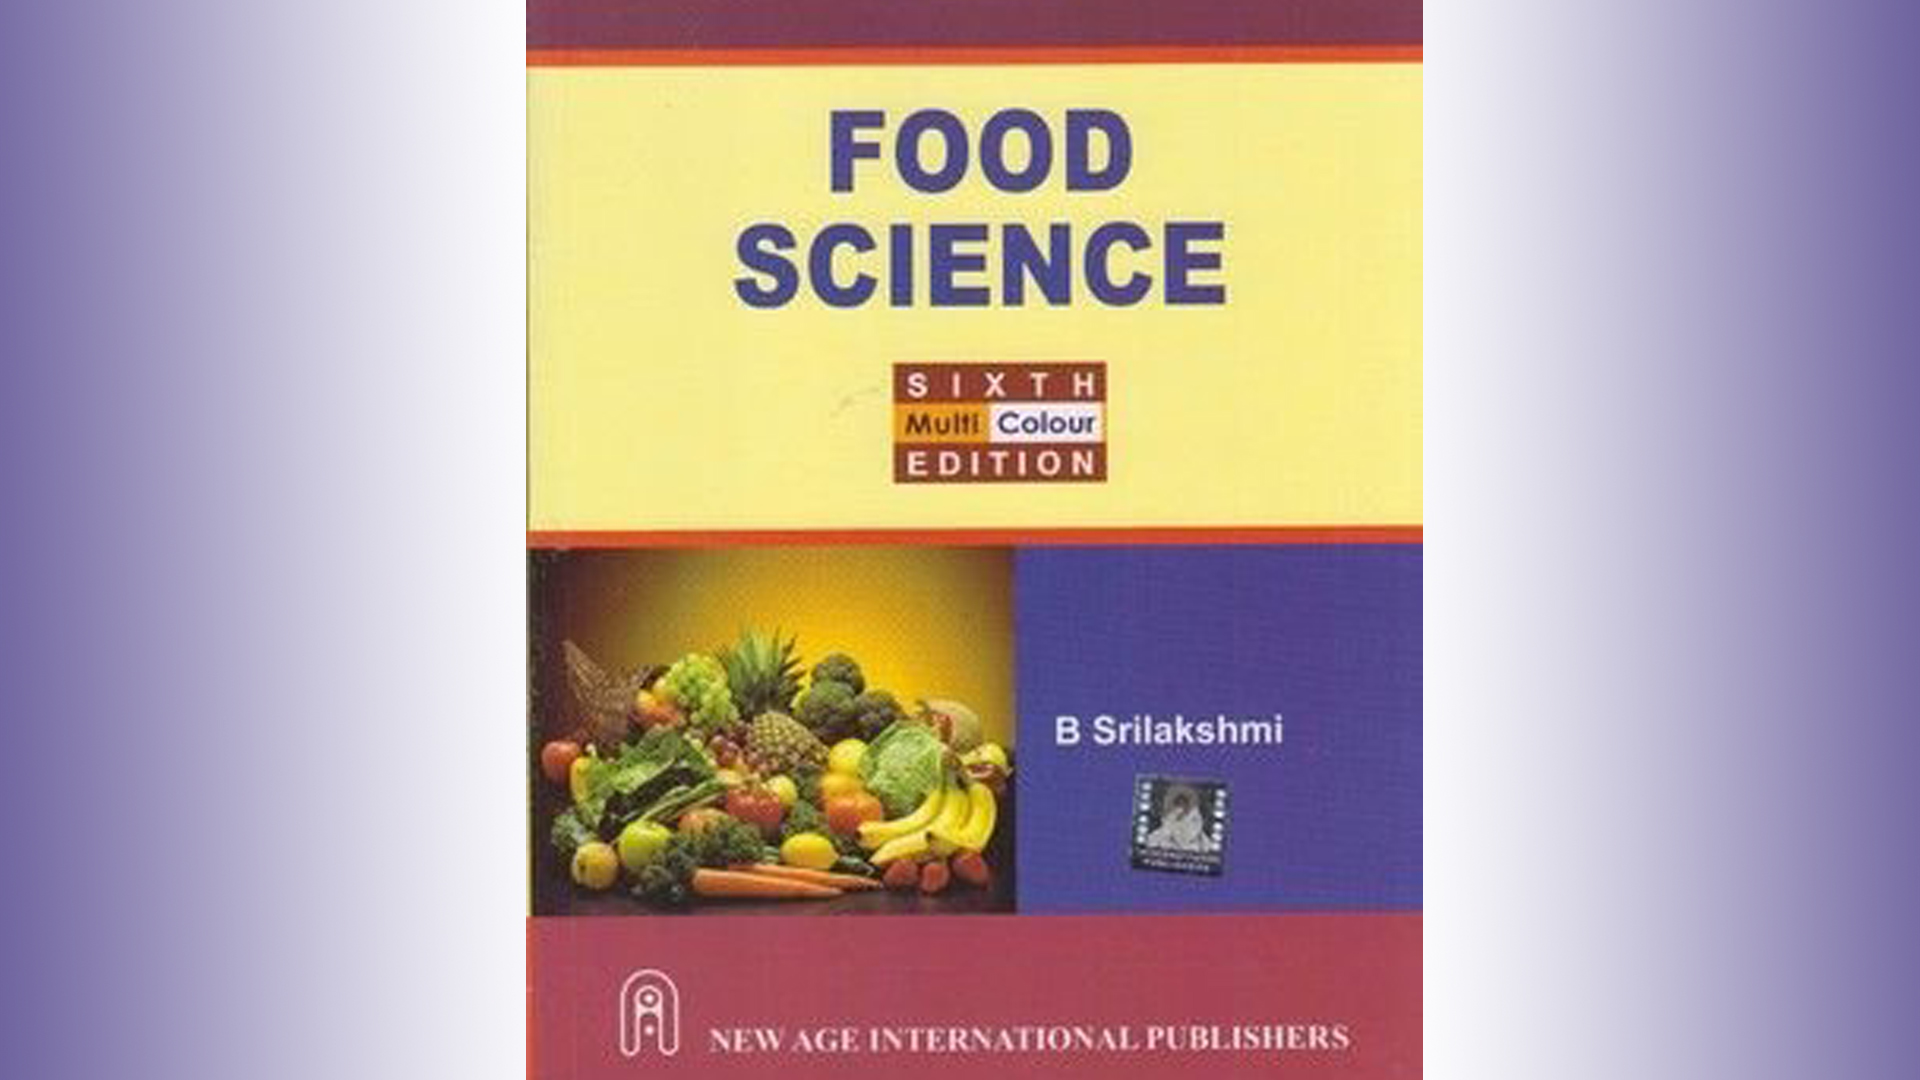 FOOD
SCIENCE
SIXTH
Multi Colour
EDITION
B Srilakshmi
NEW AGE INTERNATIONAL PUBLISHERS